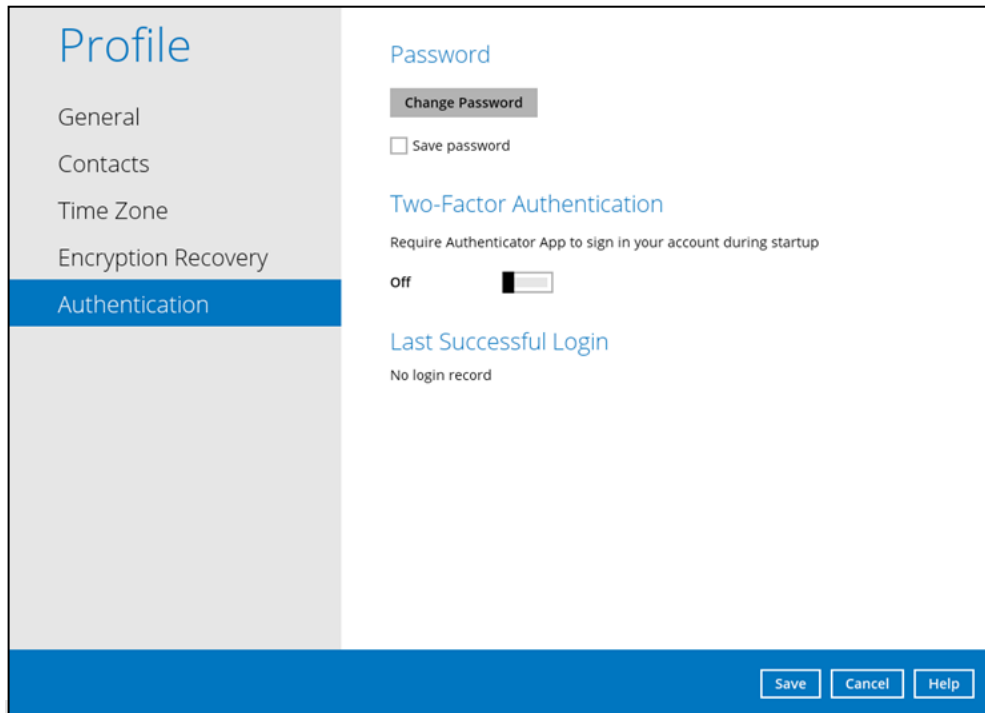 Profile
General
Contacts
Time Zone
Encryption Recovery
Authentication
Password
Change Password
Save password
Two-Factor Authentication
Require Authenticator App to sign in your account during startup
Off
Last Successful Login
No login record
Save
Cancel
Help